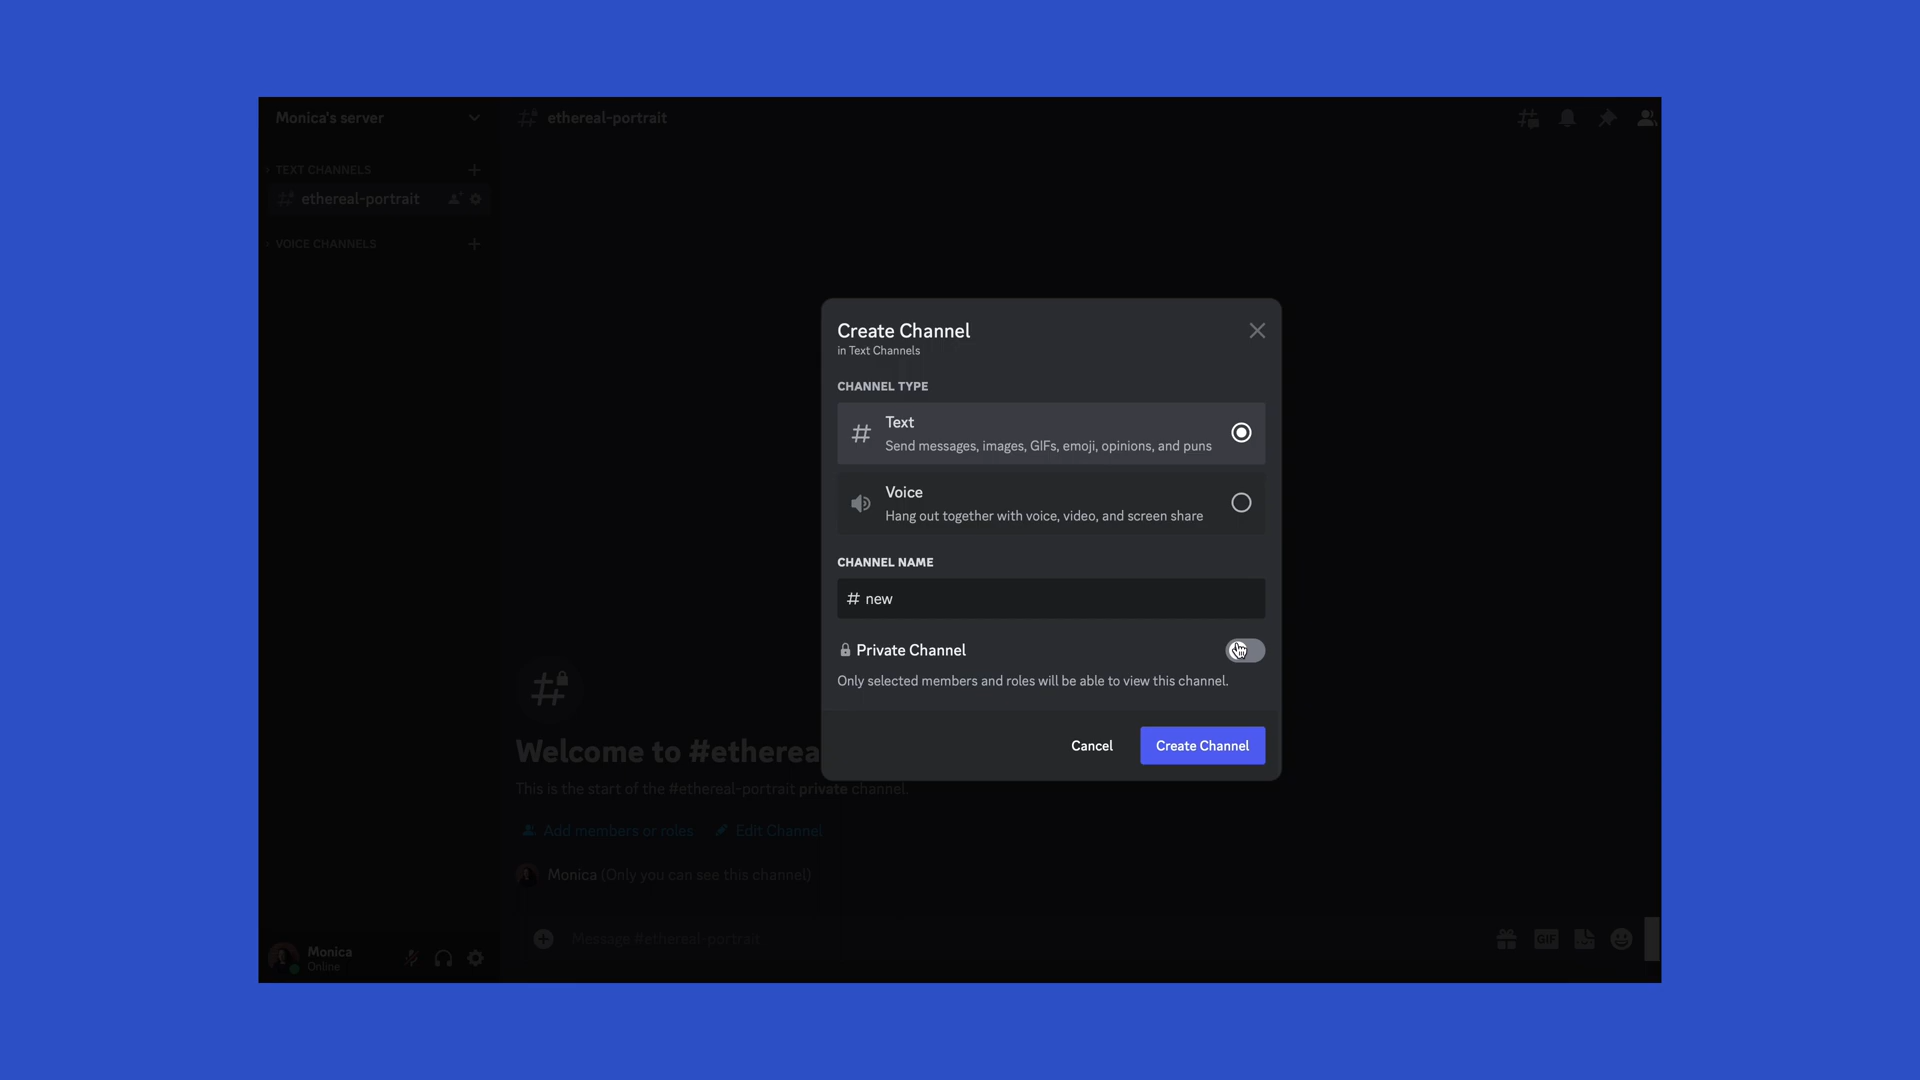 Monica's server
ethereal-portrait
TEXT CHANNELS
ethereal-portrait
VOICE CHANNELS
Create Channel
in Text Channels
CHANNEL TYPE
Text
Send messages, images, GIFs, emoji, opinions, and puns
Voice
Hang out together with voice, video, and screen share
CHANNEL NAME
# new
Private Channel
Only selected members and roles will be able to view this channel.
Cancel
Create Channel
Welcome to #etherea
This is the start of the #ethereal-portrait private channel.
Add members or roles
Edit Channel
Monica (Only you can see this channel)
Message #ethereal-portrait
GIF
Monica
Online